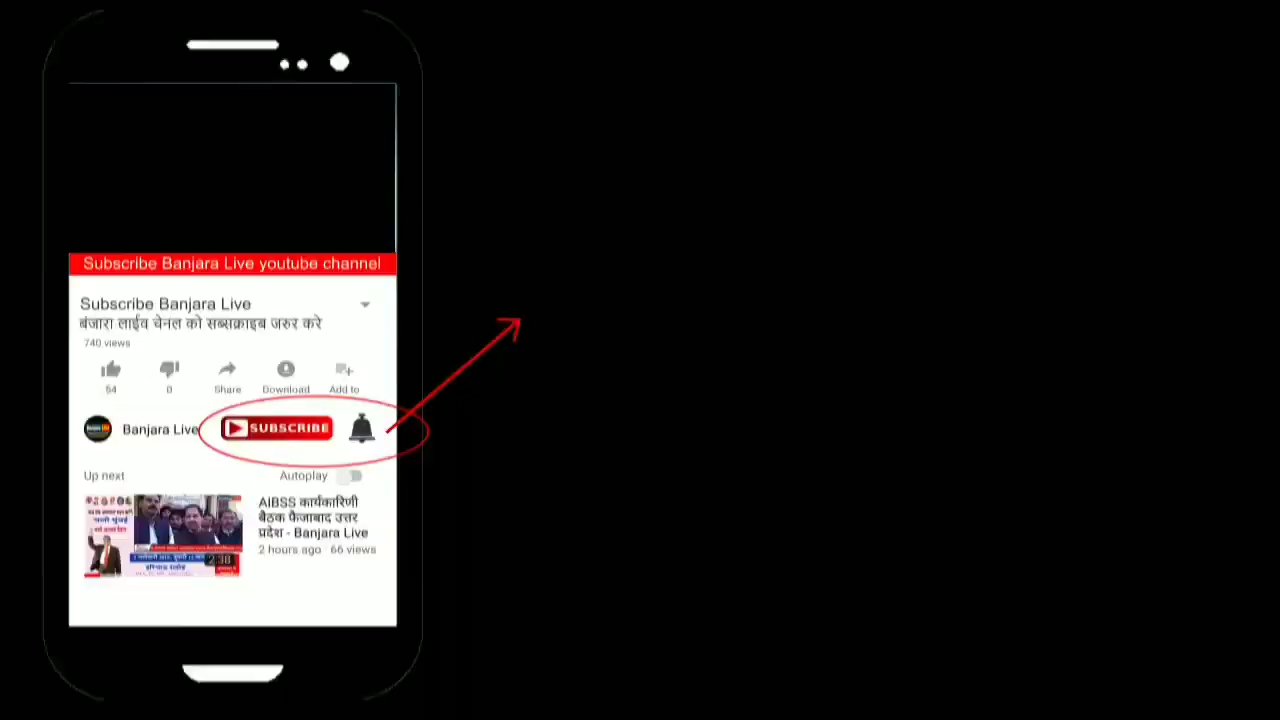 Subscribe Banjara Live youtube channel
Subscribe Banjara Live
बंजारा लाईव चेनल को सब्सक्राइब जरुर करे
740 views
54 0 Share Download Add to
Banjara Live SUBSCRIBE
Up next Autoplay
AIBSS कार्यकारिणी
बैठक फैजाबाद उत्तर
प्रदेश - Banjara Live
2 hours ago 66 views
2:38